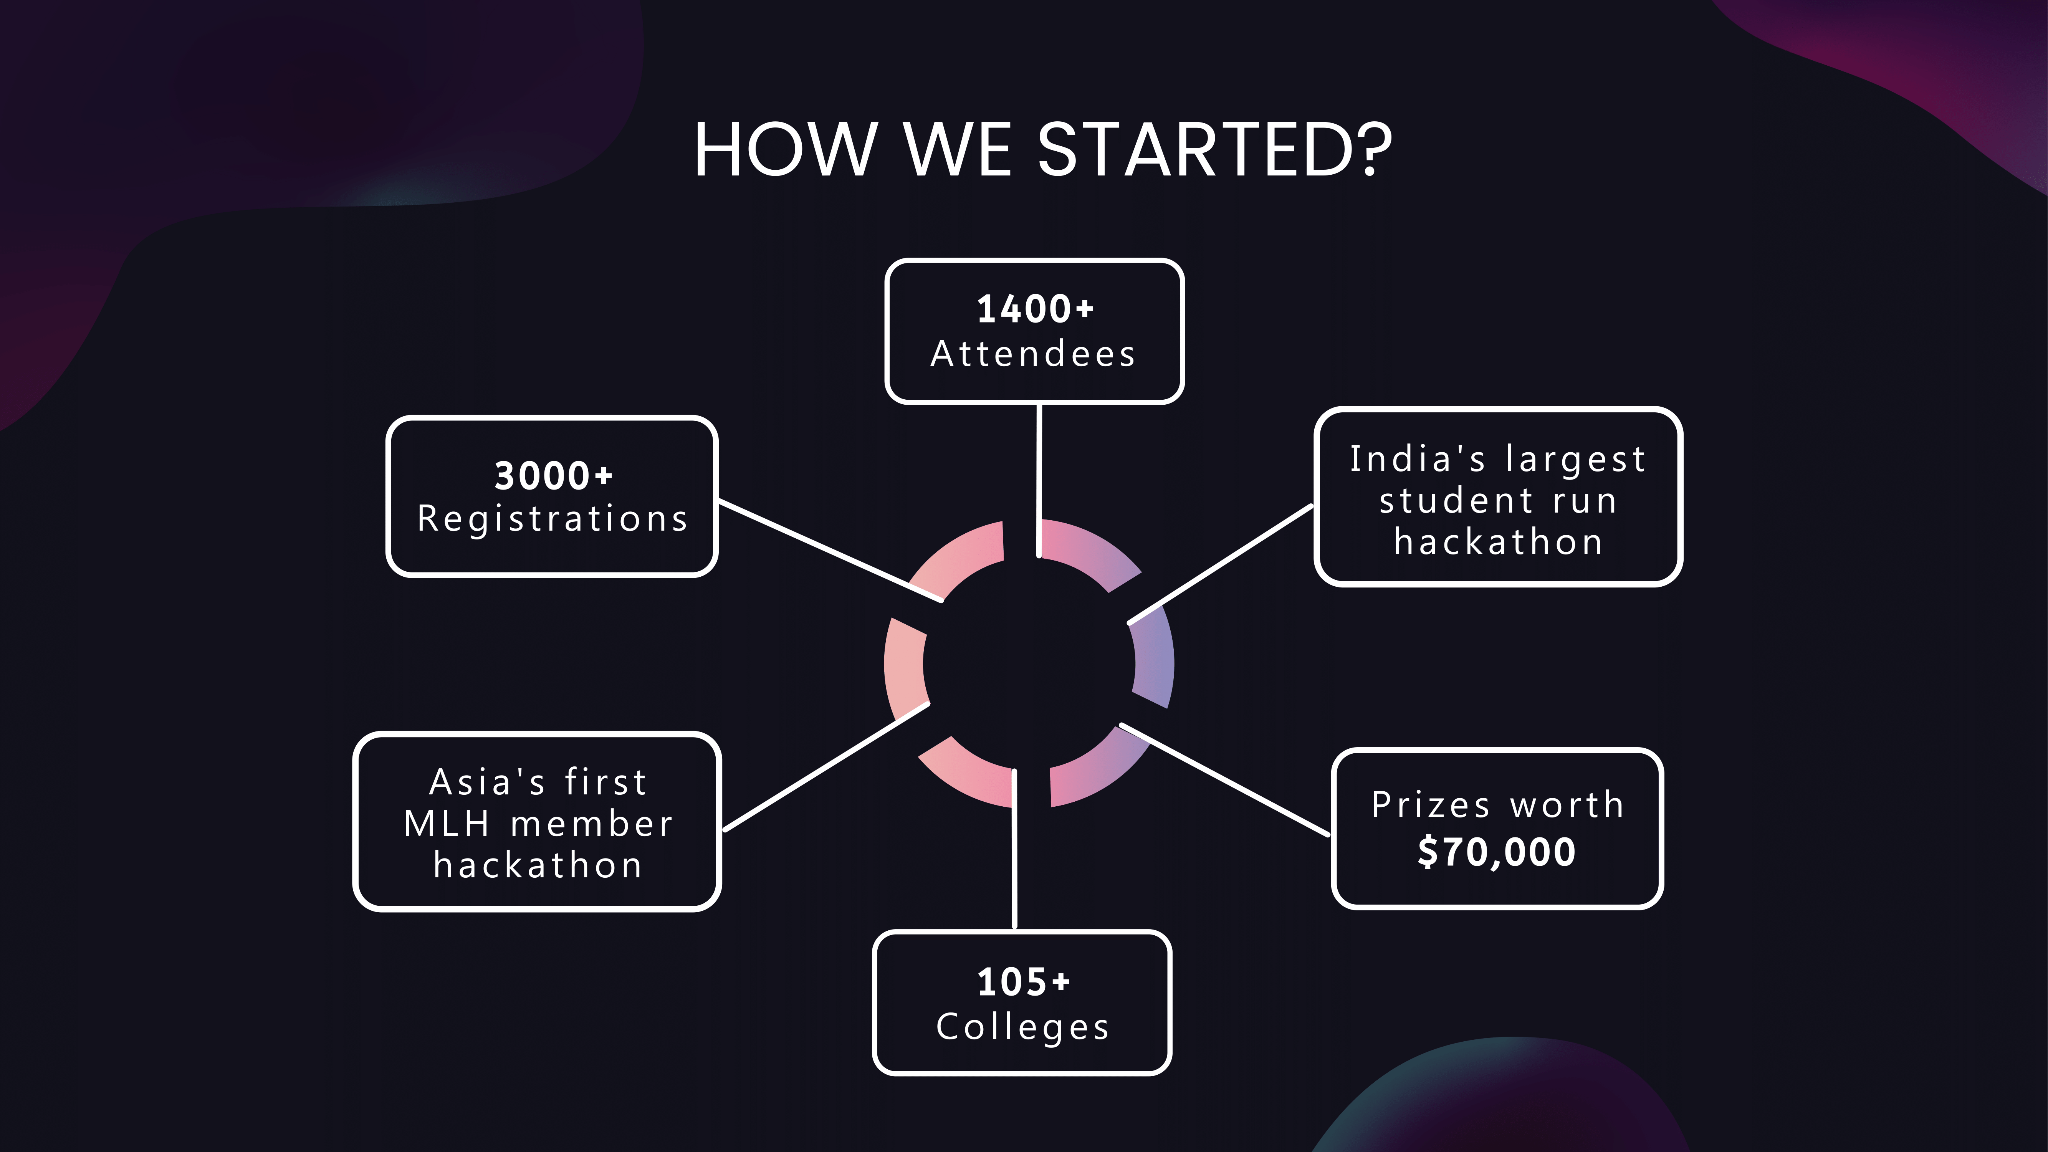 HOW WE STARTED?
1400+
Attendees
3000+
Registrations
India's largest
student run
hackathon
Asia's first
MLH member
hackathon
Prizes worth
$70,000
105+
Colleges